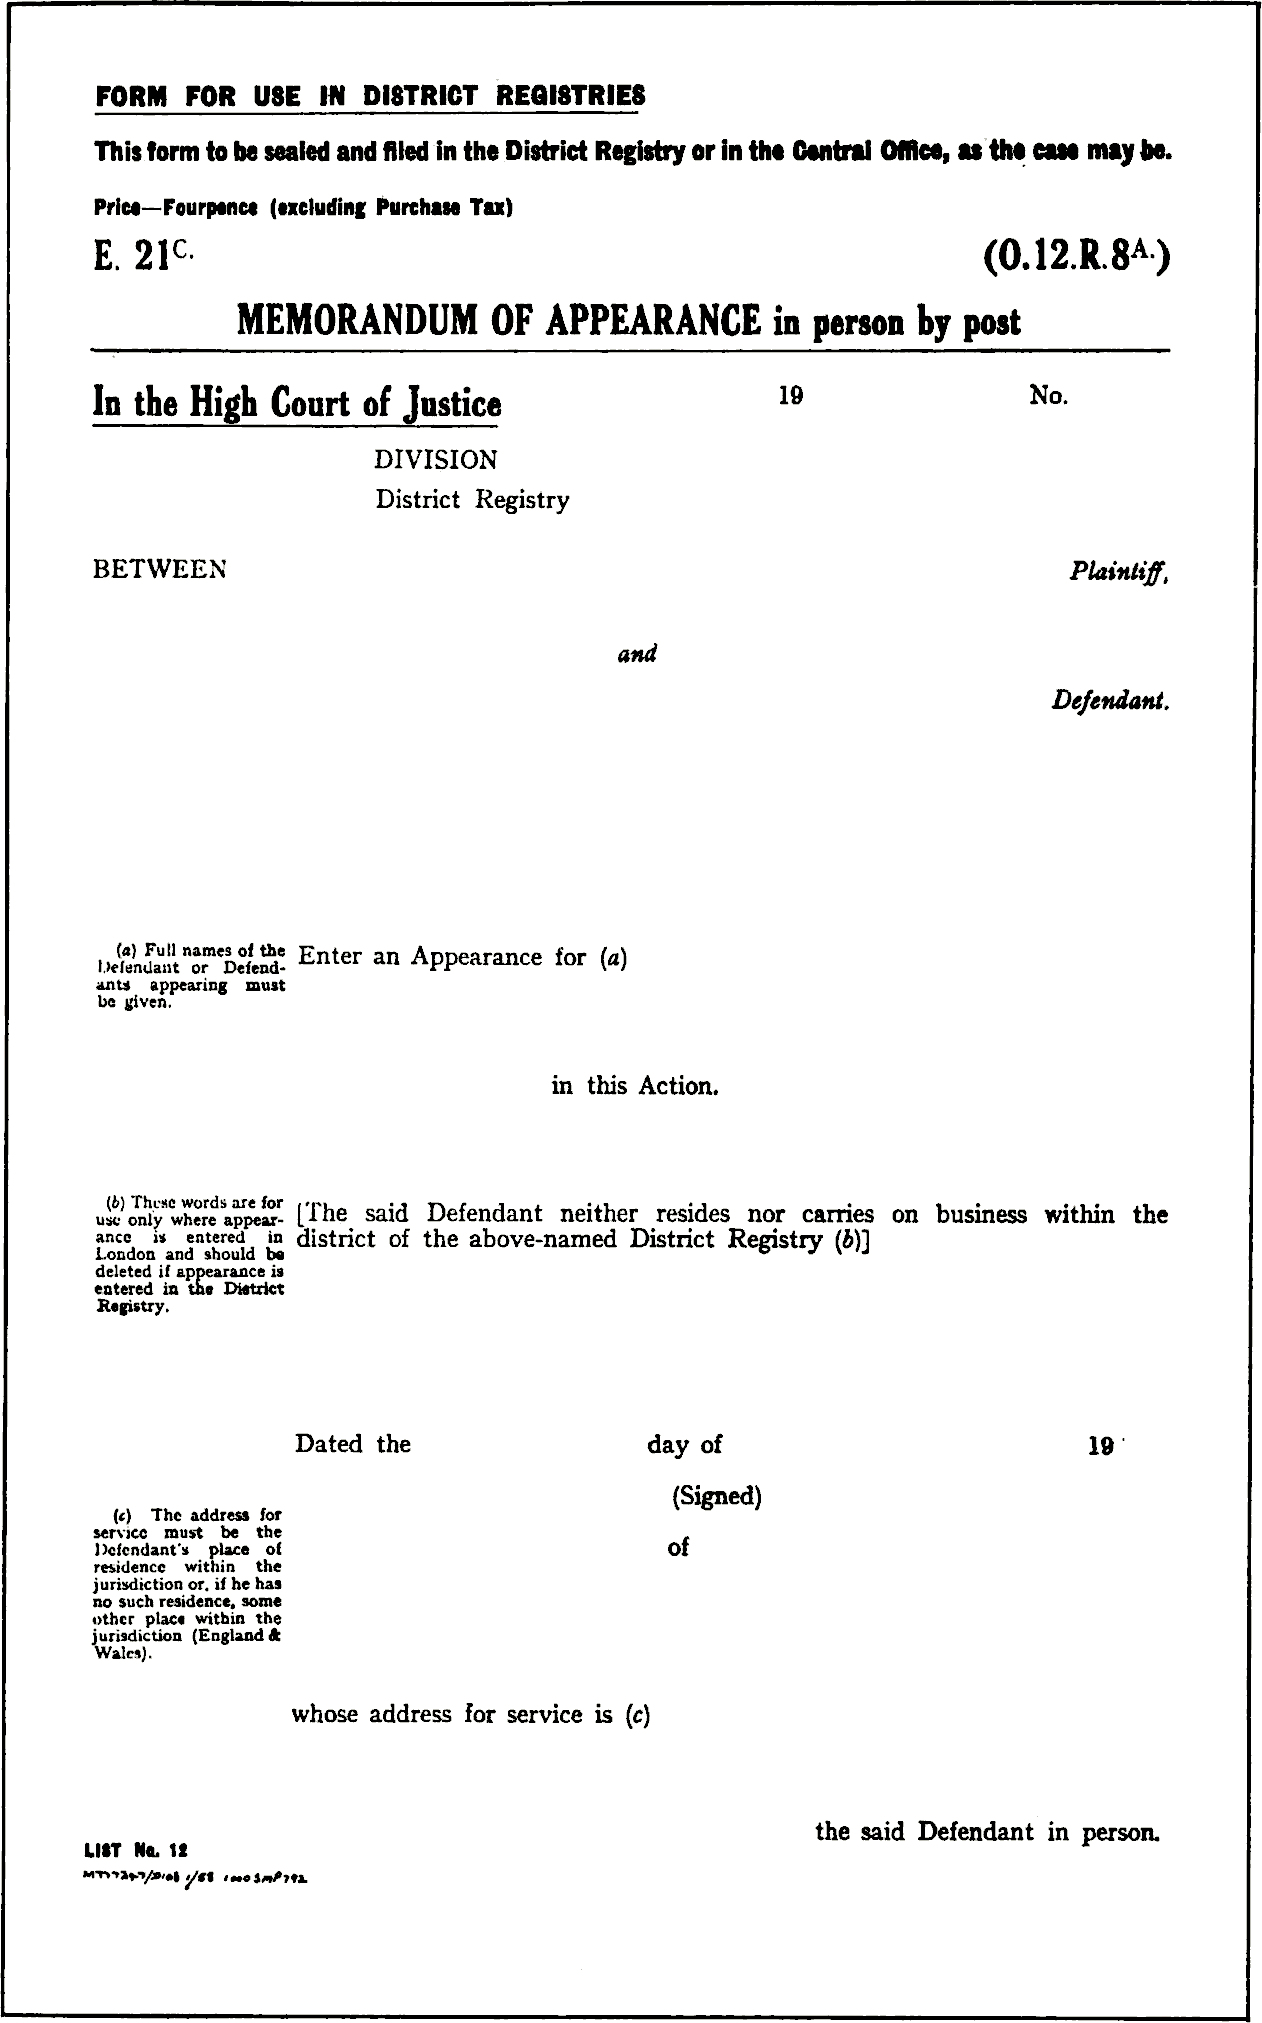 FORM FOR USE IN DISTRICT REGISTRIES
This form to be sealed and filed in the District Registry or in the Central Office, as the case may be.
Price—Fourpence (excluding Purchase Tax)
E. 21C. (O.12.R.8A.)
MEMORANDUM OF APPEARANCE in person by post
In the High Court of Justice 19 No.
DIVISION
District Registry
BETWEEN Plaintiff,
and
Defendant.
(a) Full names of the
Defendant or Defend-
ants appearing must
be given.
Enter an Appearance for (a)
in this Action.
(b) These words are for
use only where appear-
ance is entered in
London and should be
deleted if appearance is
entered in the District
Registry.
[The said Defendant neither resides nor carries on business within the
district of the above-named District Registry (b)]
Dated the day of 19
(Signed)
of
(c) The address for
service must be the
Defendant's place of
residence within the
jurisdiction or, if he has
no such residence, some
other place within the
jurisdiction (England &
Wales).
whose address for service is (c)
the said Defendant in person.
LIST No. 12